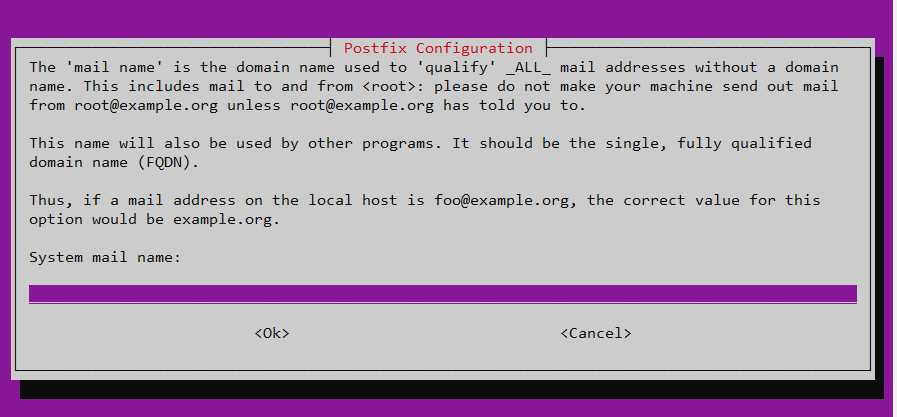 Postfix Configuration
The 'mail name' is the domain name used to 'qualify' _ALL_ mail addresses without a domain
name. This includes mail to and from <root>: please do not make your machine send out mail
from root@example.org unless root@example.org has told you to.
This name will also be used by other programs. It should be the single, fully qualified
domain name (FQDN).
Thus, if a mail address on the local host is foo@example.org, the correct value for this
option would be example.org.
System mail name:
<Ok> <Cancel>